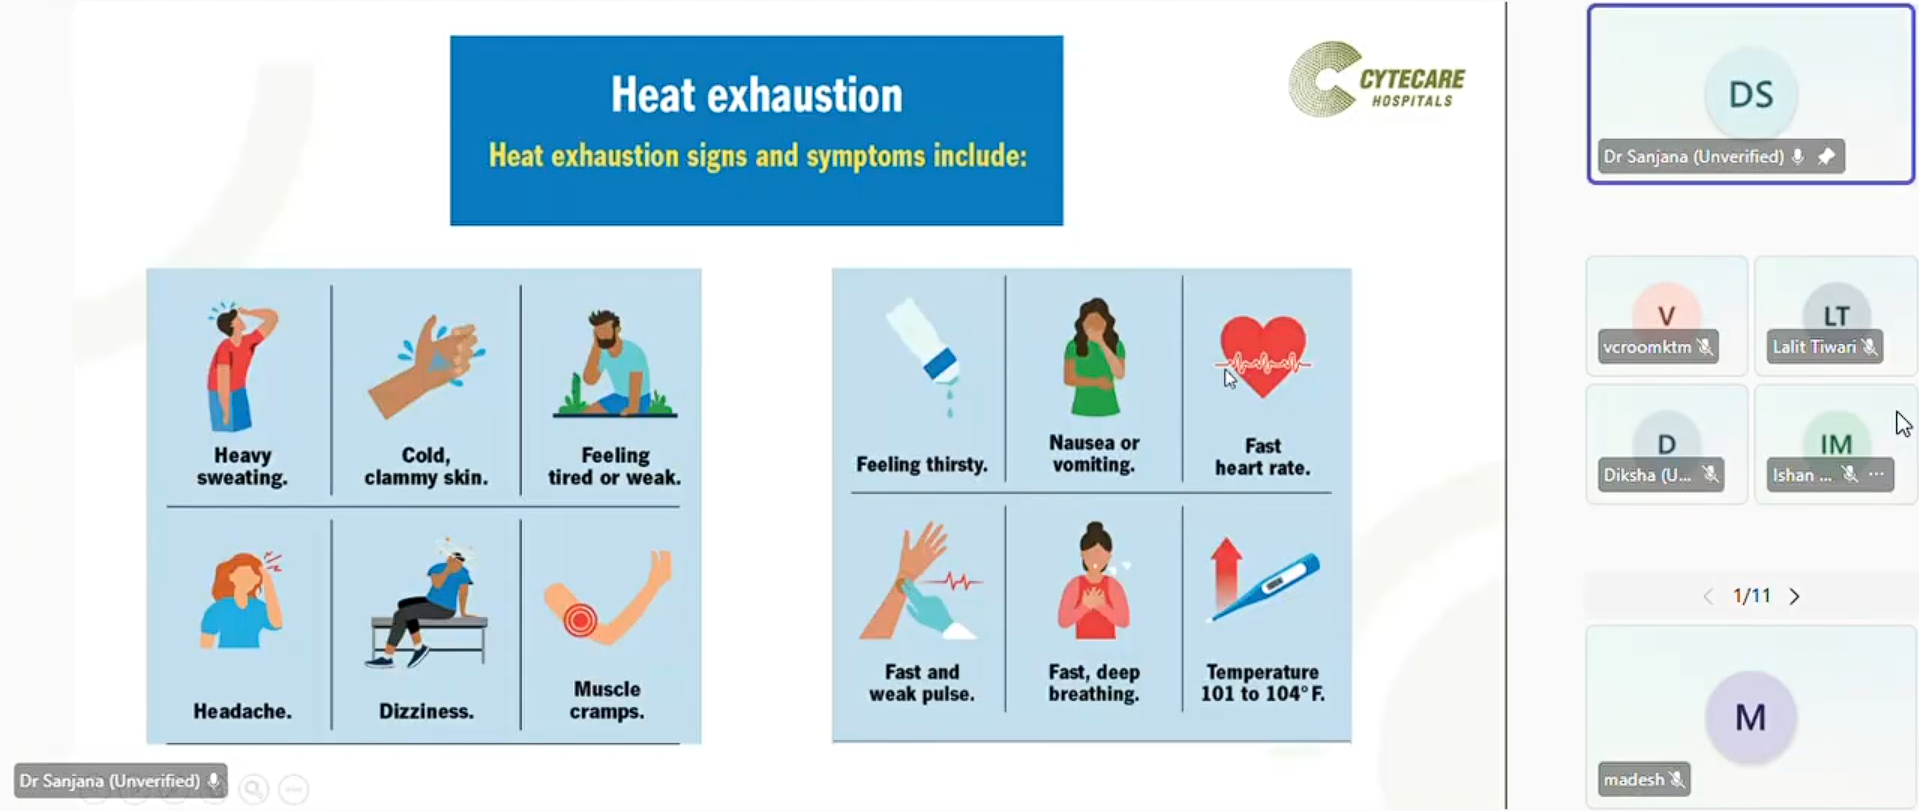 Heat exhaustion
Heat exhaustion signs and symptoms include:
CYTECARE
HOSPITALS
Heavy
sweating.
Cold,
clammy skin.
Feeling
tired or weak.
Headache.
Dizziness.
Muscle
cramps.
Feeling thirsty.
Nausea or
vomiting.
Fast
heart rate.
Fast and
weak pulse.
Fast, deep
breathing.
Temperature
101 to 104°F.
Dr Sanjana (Unverified)
DS
Dr Sanjana (Unverified)
V
vcroomktm
LT
Lalit Tiwari
D
Diksha (U...
IM
Ishan ...
1/11
M
madesh